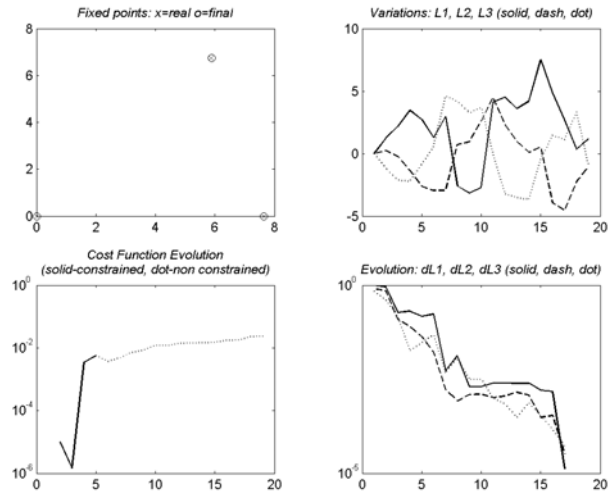 Fixed points: x=real o=final
8
6
4
2
0
0 2 4 6 8
Variations: L1, L2, L3 (solid, dash, dot)
10
5
0
-5
0 5 10 15 20
Cost Function Evolution
(solid-constrained, dot-non constrained)
10^0
10^-2
10^-4
10^-6
0 5 10 15 20
Evolution: dL1, dL2, dL3 (solid, dash, dot)
10^0
10^-5
0 5 10 15 20